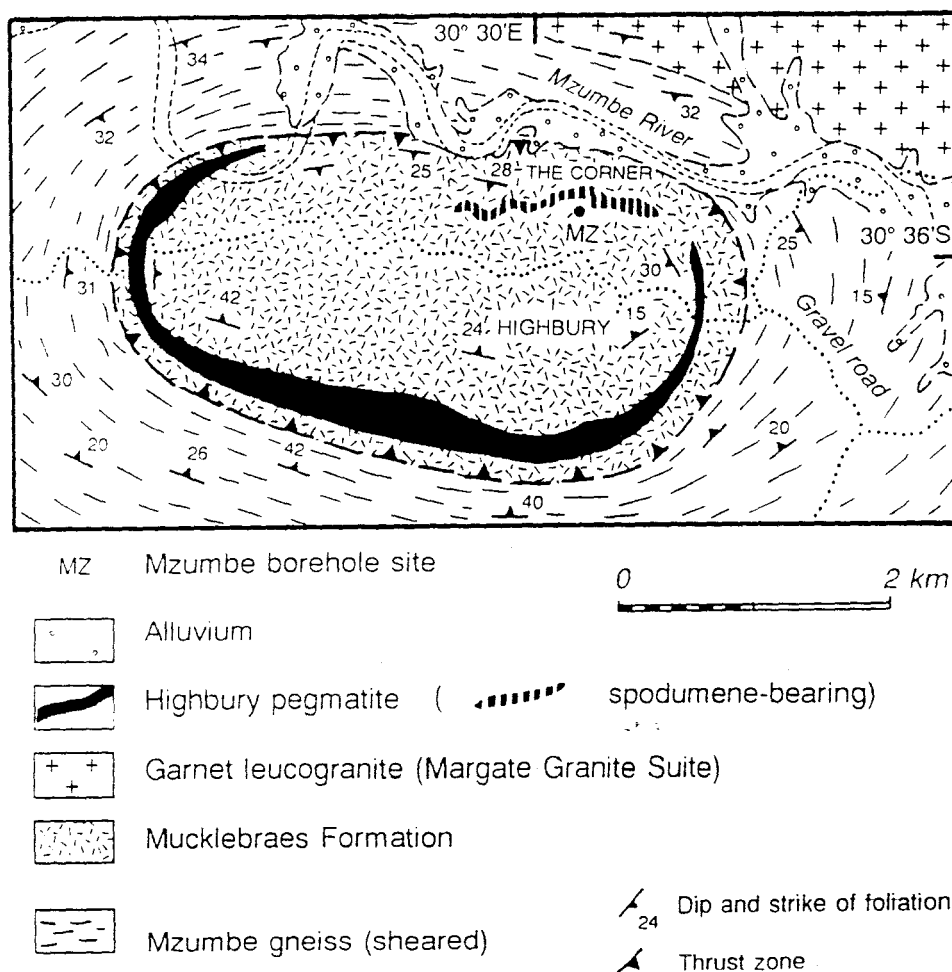 30° 30'E
34
Mzumbe River
32
32
25
28
THE CORNER
MZ
25
30° 36'S
31
42
30
15
15
24 HIGHBURY
Gravel road
30
20
26
42
20
40
MZ Mzumbe borehole site
0 2 km
Alluvium
Highbury pegmatite ( spodumene-bearing)
Garnet leucogranite (Margate Granite Suite)
Mucklebraes Formation
24 Dip and strike of foliation
Mzumbe gneiss (sheared)
Thrust zone